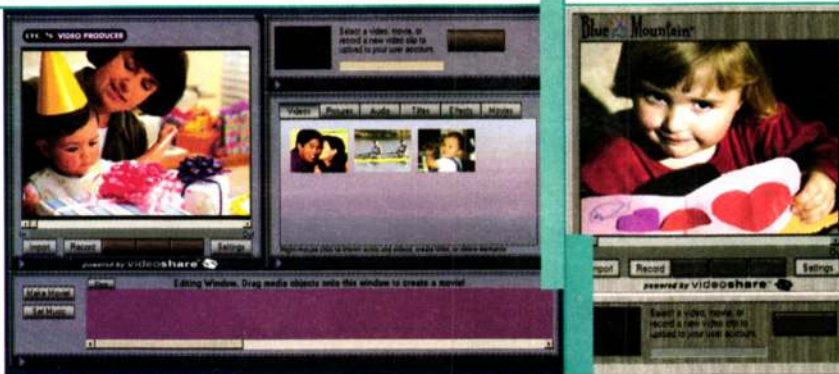 VIDEO PRODUCER
Select a video, movie, or
record a new video clip to
upload to your user account.
Videos Pictures Audio Titles Effects Movies
Import Record Settings
powered by videoshare
Make Movie
Get Music
Editing Window. Drag media objects onto this window to create a movie!
Blue Mountain
Import Record Settings
powered by videoshare
Select a video, movie, or
record a new video clip to
upload to your user account.